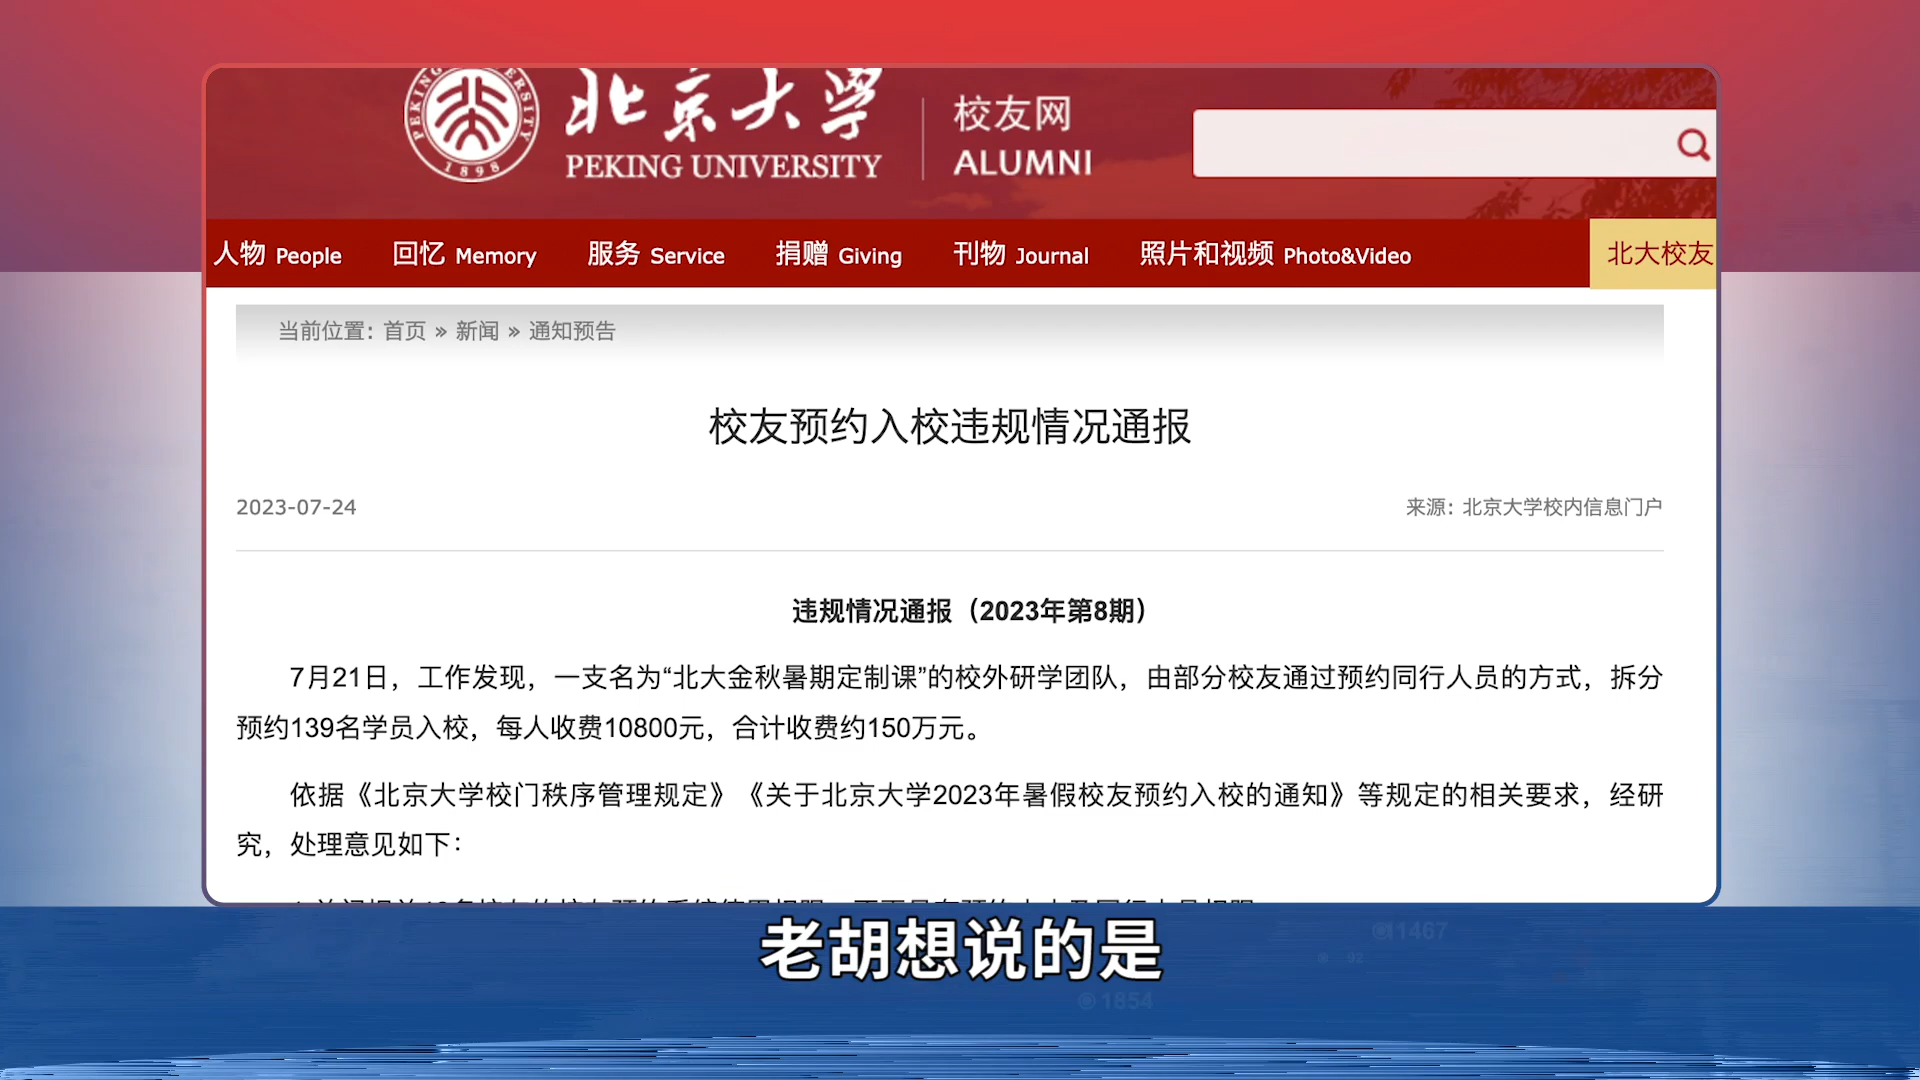 PEKING UNIVERSITY
1898
北京大学
PEKING UNIVERSITY
校友网
ALUMNI
人物 People 回忆 Memory 服务 Service 捐赠 Giving 刊物 Journal 照片和视频 Photo&Video 北大校友
当前位置：首页 » 新闻 » 通知预告
校友预约入校违规情况通报
2023-07-24 来源：北京大学校内信息门户
违规情况通报（2023年第8期）
7月21日，工作发现，一支名为“北大金秋暑期定制课”的校外研学团队，由部分校友通过预约同行人员的方式，拆分
预约139名学员入校，每人收费10800元，合计收费约150万元。
依据《北京大学校门秩序管理规定》《关于北京大学2023年暑假校友预约入校的通知》等规定的相关要求，经研
究，处理意见如下：
老胡想说的是
1467
92
1854